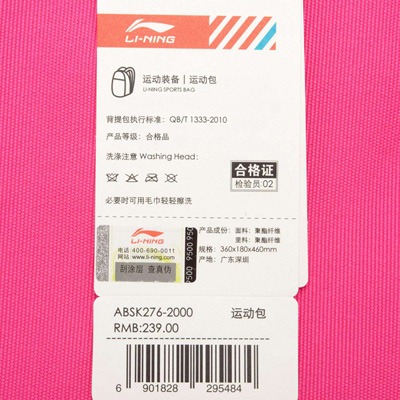 LI-NING
运动装备 | 运动包
LI-NING SPORTS BAG
背提包执行标准: QB/T 1333-2010
产品等级: 合格品
洗涤注意 Washing Head:
合格证
检验员:02
必要时可用毛巾轻轻擦洗
LI-NING
电话 400-690-0011
网站 www.li-ning.com
刮涂层 查真伪
9500 9500
产品成份: 面料: 聚酯纤维
里料: 聚酯纤维
规格: 360x180x460mm
产地: 广东深圳
ABSK276-2000 运动包
RMB:239.00
6 901828 295484